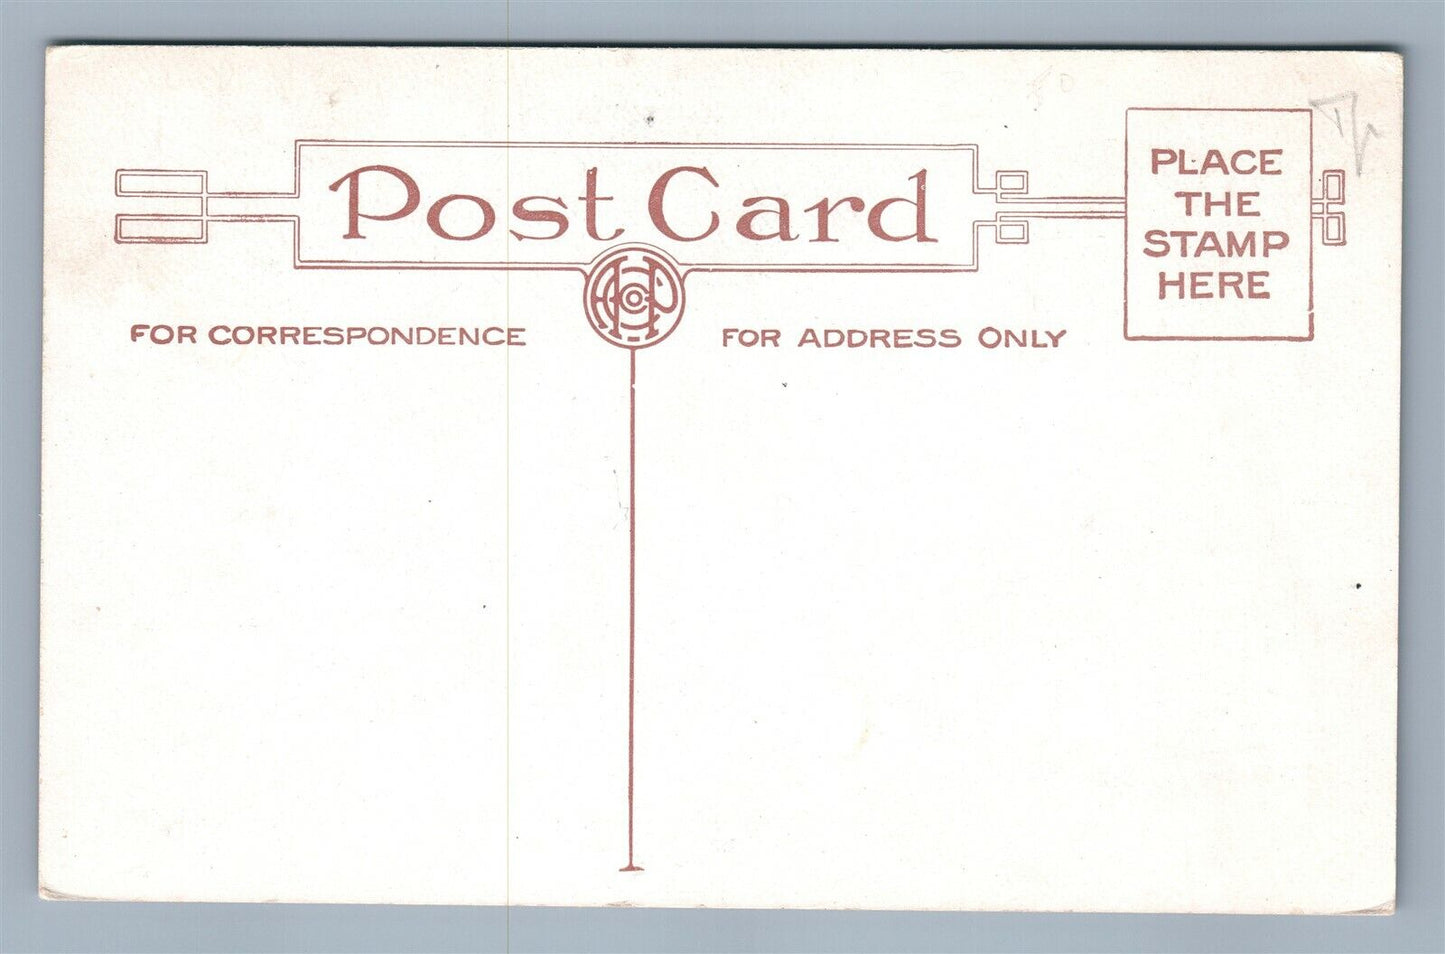 Post Card
PLACE
THE
STAMP
HERE
FOR CORRESPONDENCE
FOR ADDRESS ONLY